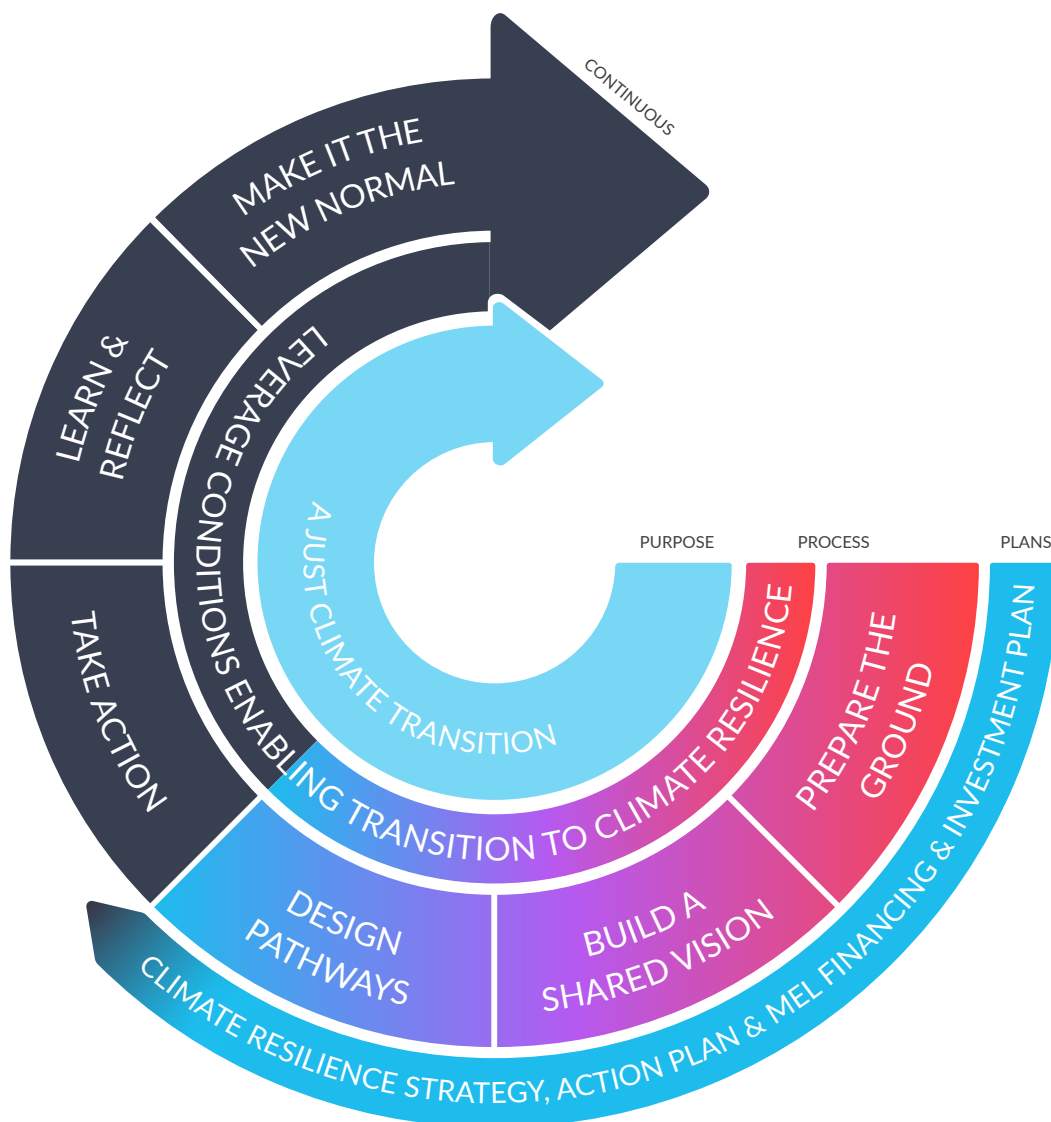 CONTINUOUS
MAKE IT THE
NEW NORMAL
LEARN &
REFLECT
TAKE ACTION
LEVERAGE CONDITIONS ENABLING TRANSITION TO CLIMATE RESILIENCE
A JUST CLIMATE TRANSITION
PURPOSE
PROCESS
PLANS
PREPARE THE
GROUND
BUILD A
SHARED VISION
DESIGN
PATHWAYS
CLIMATE RESILIENCE STRATEGY, ACTION PLAN & MEL FINANCING & INVESTMENT PLAN